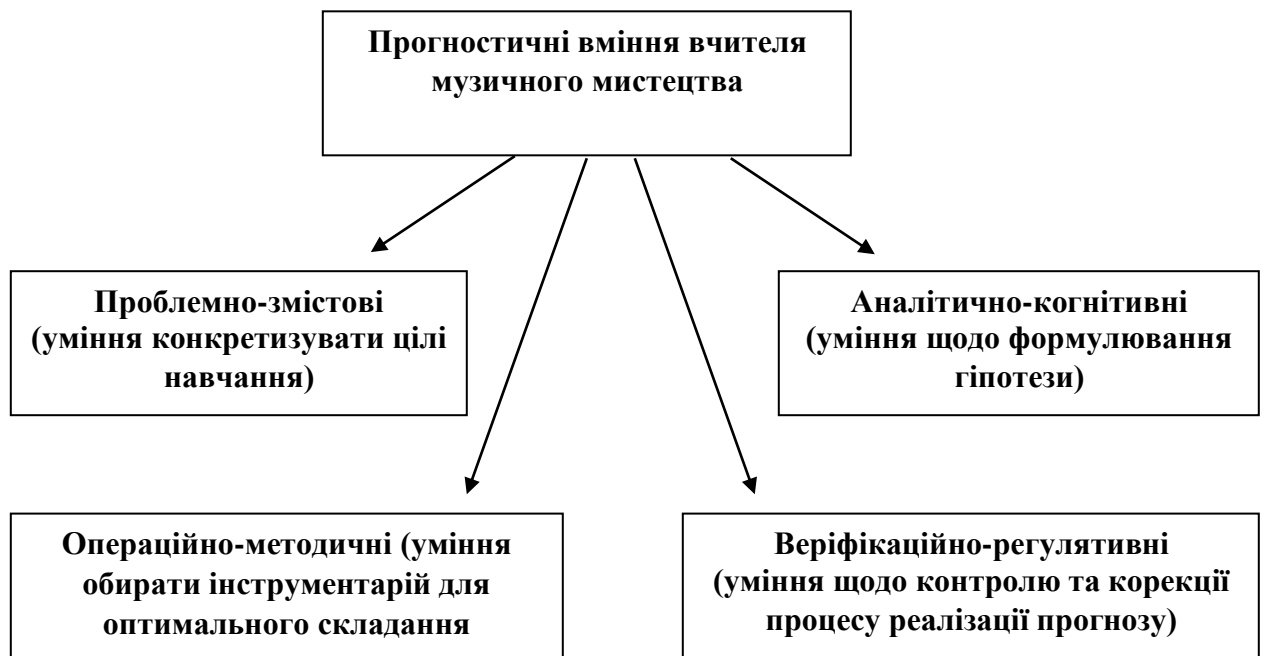 Прогностичні вміння вчителя
музичного мистецтва
Проблемно-змістові
(уміння конкретизувати цілі
навчання)
Аналітично-когнітивні
(уміння щодо формулювання
гіпотези)
Операційно-методичні (уміння
обирати інструментарій для
оптимального складання
Веріфікаційно-регулятивні
(уміння щодо контролю та корекції
процесу реалізації прогнозу)